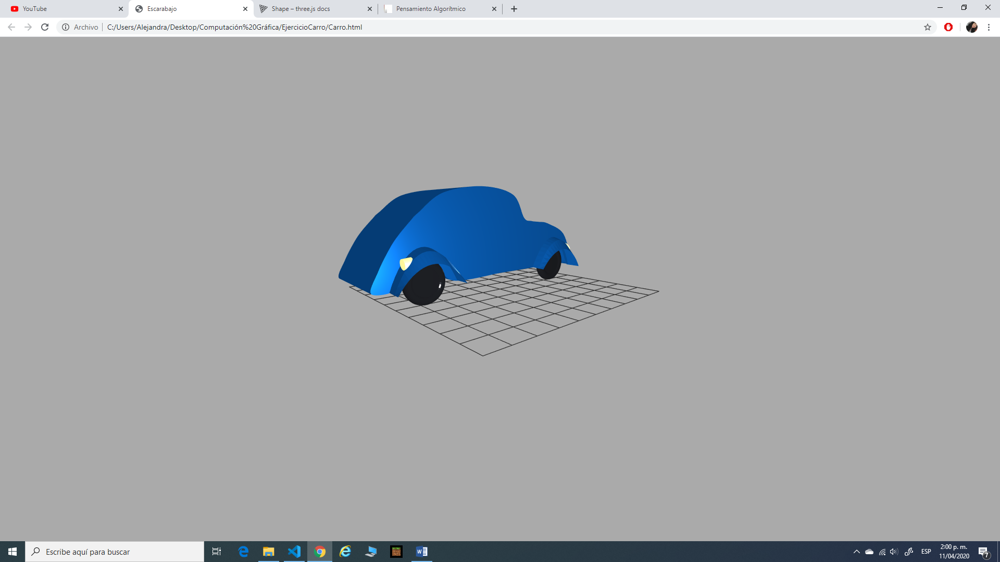 YouTube
Escarabajo
Shape – three.js docs
Pensamiento Algorítmico
Archivo
C:/Users/Alejandra/Desktop/Computación%20Gráfica/EjercicioCarro/Carro.html
Escribe aquí para buscar
ESP
2:00 p. m.
11/04/2020
7